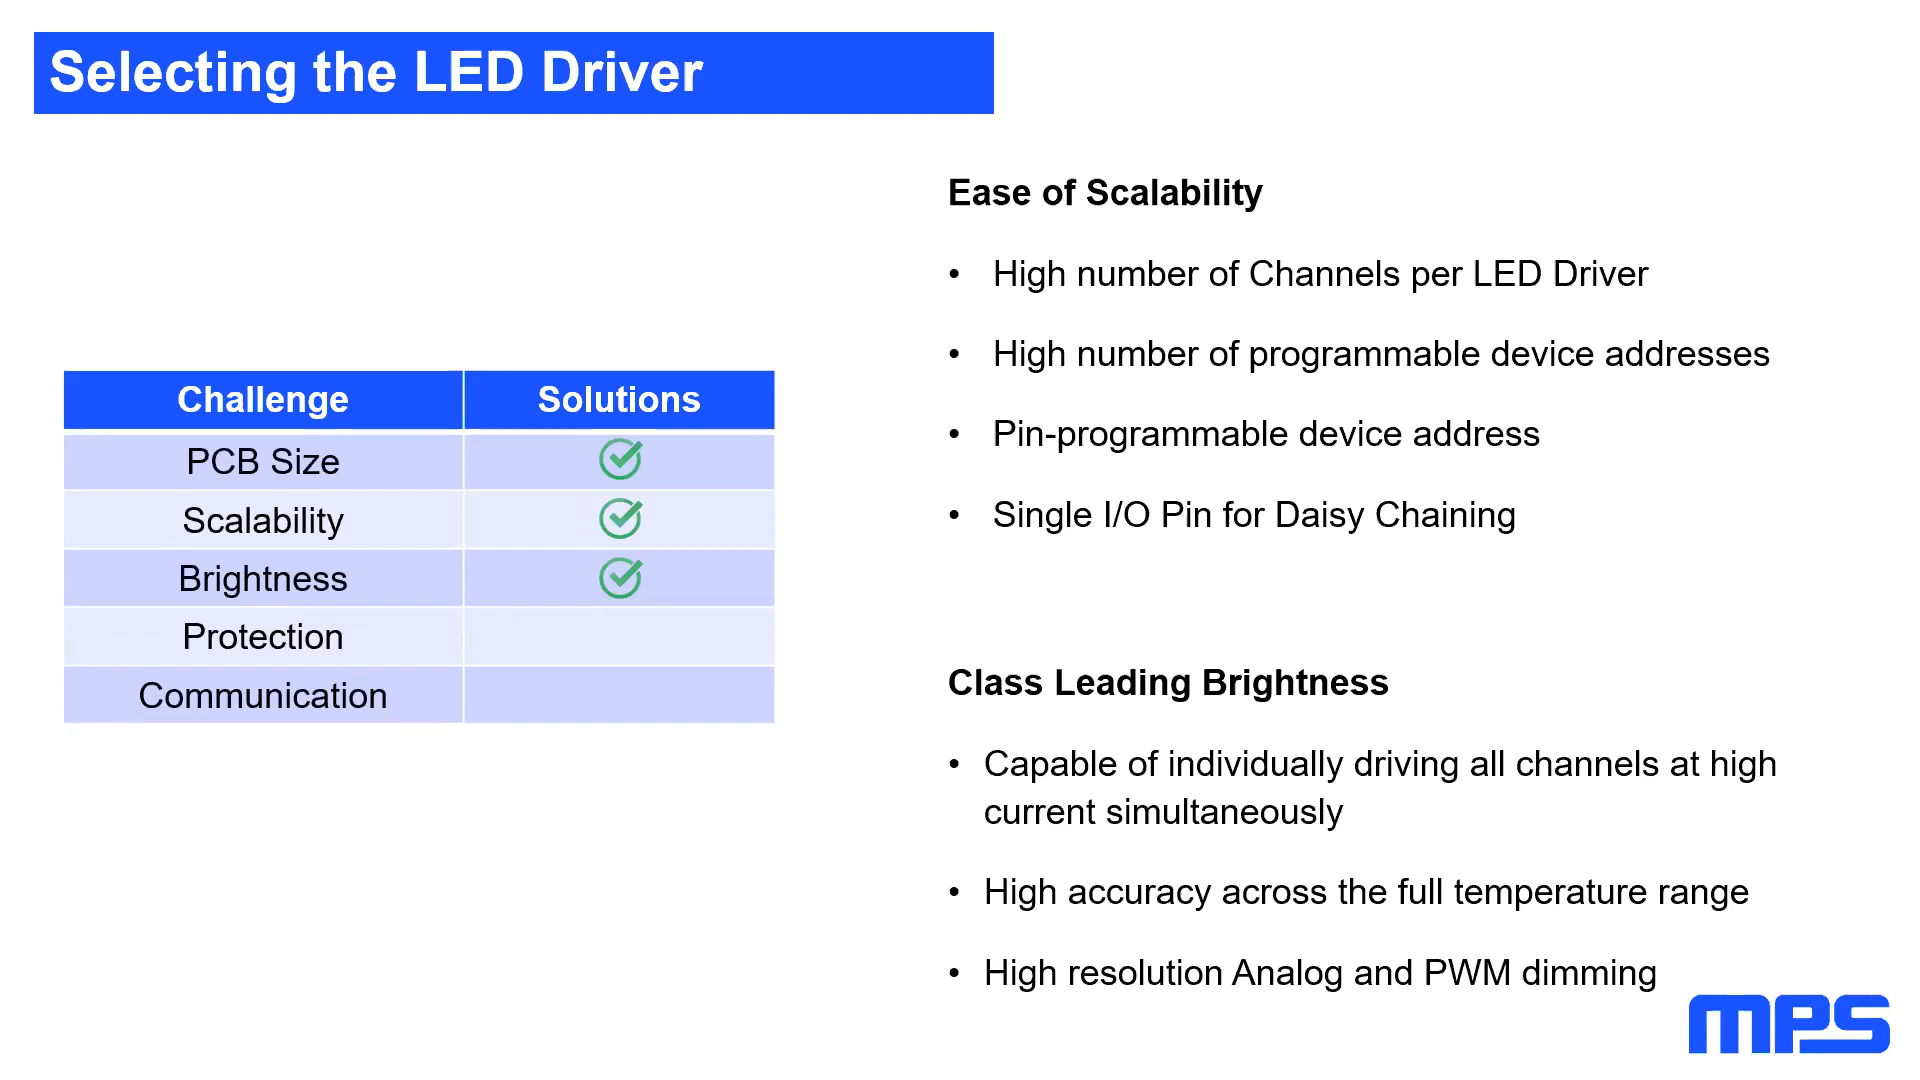 Selecting the LED Driver
Challenge Solutions
PCB Size
Scalability
Brightness
Protection
Communication
Ease of Scalability
• High number of Channels per LED Driver
• High number of programmable device addresses
• Pin-programmable device address
• Single I/O Pin for Daisy Chaining
Class Leading Brightness
• Capable of individually driving all channels at high
current simultaneously
• High accuracy across the full temperature range
• High resolution Analog and PWM dimming
mps